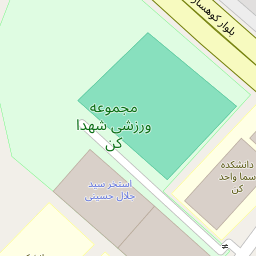 بلوار کوهسار
مجموعه
ورزشی شهدا
کن
دانشکده
سما واحد
کن
استخر سید
جلال حسینی